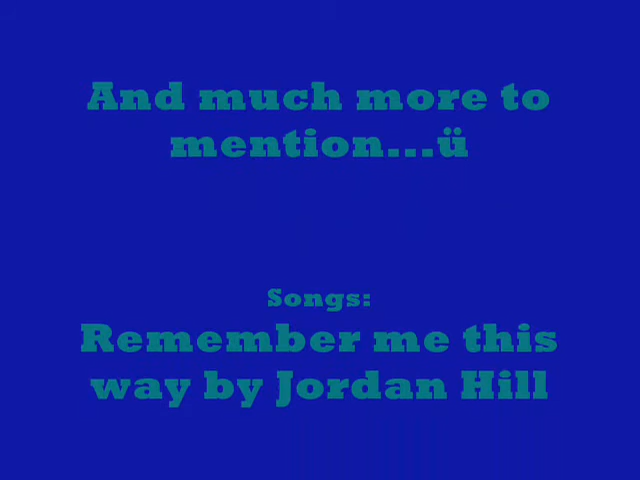 And much more to
mention...ü
Songs:
Remember me this
way by Jordan Hill